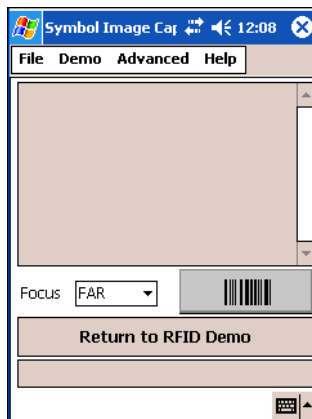 Symbol Image Cap 12:08
File Demo Advanced Help
Focus FAR
Return to RFID Demo